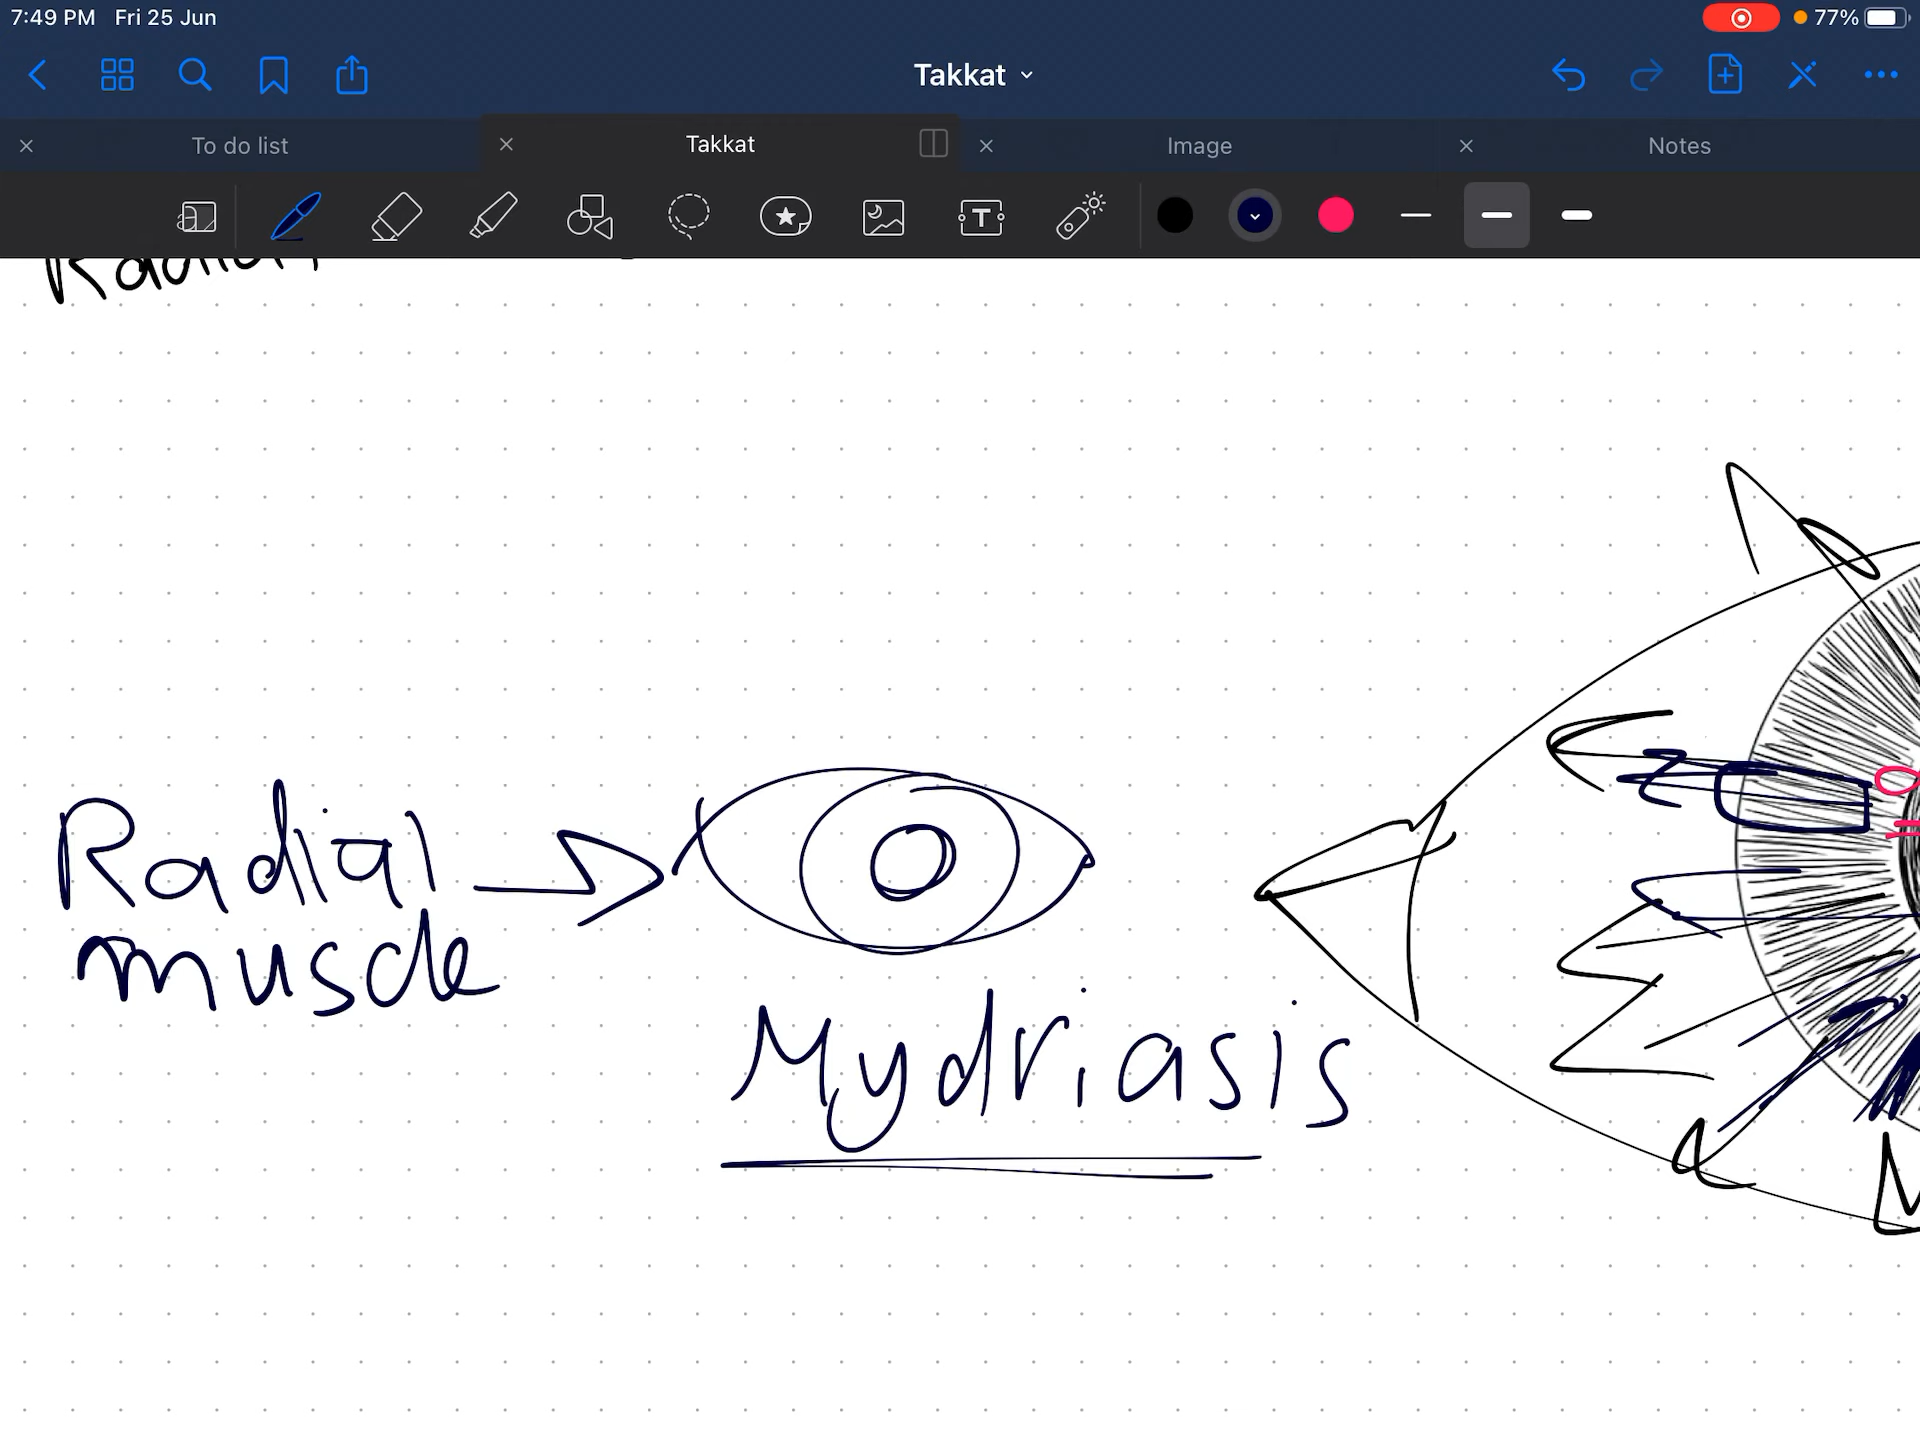 7:49 PM Fri 25 Jun
77%
Takkat
To do list
Takkat
Image
Notes
Radial
muscle
Mydriasis